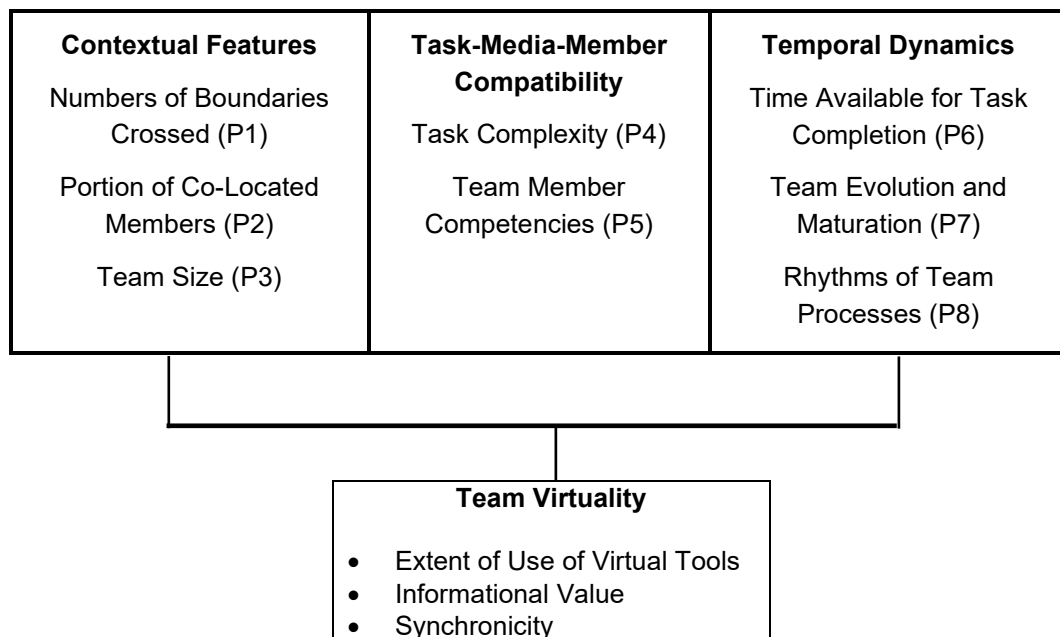 Contextual Features
Numbers of Boundaries
Crossed (P1)
Portion of Co-Located
Members (P2)
Team Size (P3)
Task-Media-Member
Compatibility
Task Complexity (P4)
Team Member
Competencies (P5)
Temporal Dynamics
Time Available for Task
Completion (P6)
Team Evolution and
Maturation (P7)
Rhythms of Team
Processes (P8)
Team Virtuality
• Extent of Use of Virtual Tools
• Informational Value
• Synchronicity